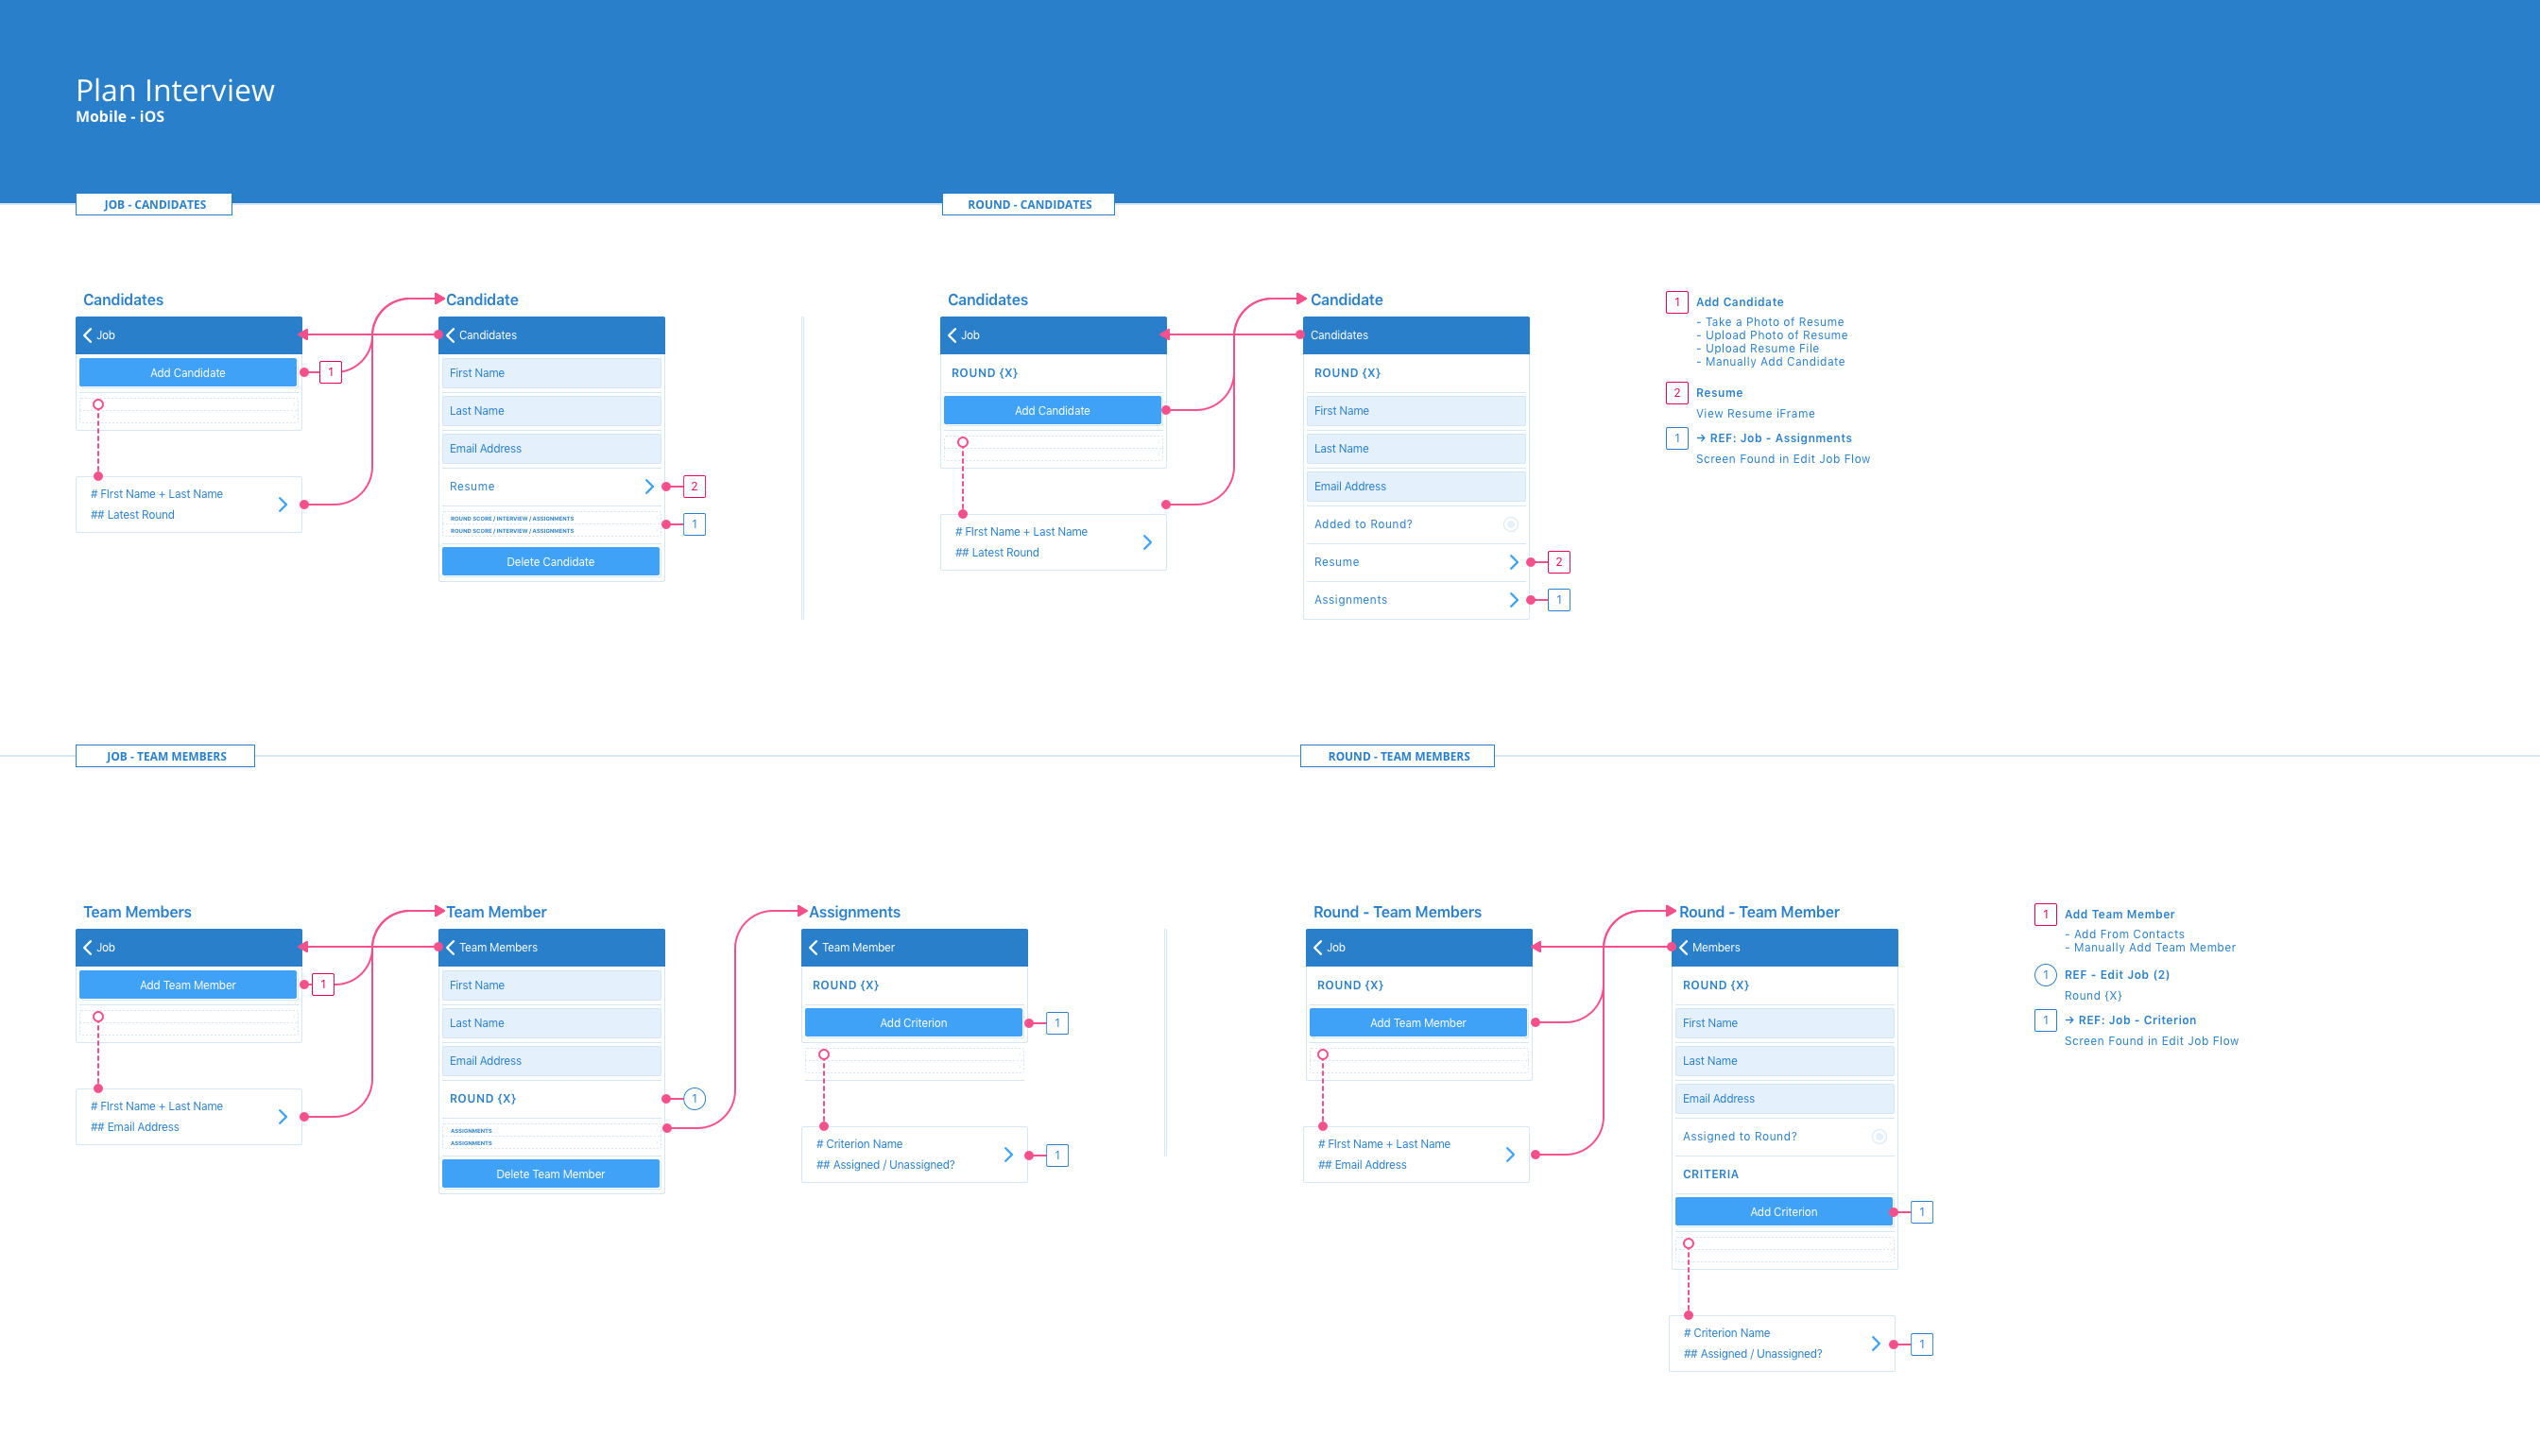 Plan Interview
Mobile - iOS
JOB - CANDIDATES
ROUND - CANDIDATES
Candidates
Job
Add Candidate
1
# FIrst Name + Last Name
## Latest Round
Candidate
Candidates
First Name
Last Name
Email Address
Resume
2
ROUND SCORE / INTERVIEW / ASSIGNMENTS
ROUND SCORE / INTERVIEW / ASSIGNMENTS
1
Delete Candidate
Candidates
Job
ROUND {X}
Add Candidate
# FIrst Name + Last Name
## Latest Round
Candidate
Candidates
ROUND {X}
First Name
Last Name
Email Address
Added to Round?
Resume
2
Assignments
1
1 Add Candidate
- Take a Photo of Resume
- Upload Photo of Resume
- Upload Resume File
- Manually Add Candidate
2 Resume
View Resume iFrame
1 → REF: Job - Assignments
Screen Found in Edit Job Flow
JOB - TEAM MEMBERS
ROUND - TEAM MEMBERS
Team Members
Job
Add Team Member
1
# FIrst Name + Last Name
## Email Address
Team Member
Team Members
First Name
Last Name
Email Address
ROUND {X}
1
ASSIGNMENTS
ASSIGNMENTS
Delete Team Member
Assignments
Team Member
ROUND {X}
Add Criterion
1
# Criterion Name
## Assigned / Unassigned?
1
Round - Team Members
Job
ROUND {X}
Add Team Member
# FIrst Name + Last Name
## Email Address
Round - Team Member
Members
ROUND {X}
First Name
Last Name
Email Address
Assigned to Round?
CRITERIA
Add Criterion
1
# Criterion Name
## Assigned / Unassigned?
1
1 Add Team Member
- Add From Contacts
- Manually Add Team Member
1 REF - Edit Job (2)
Round {X}
1 → REF: Job - Criterion
Screen Found in Edit Job Flow